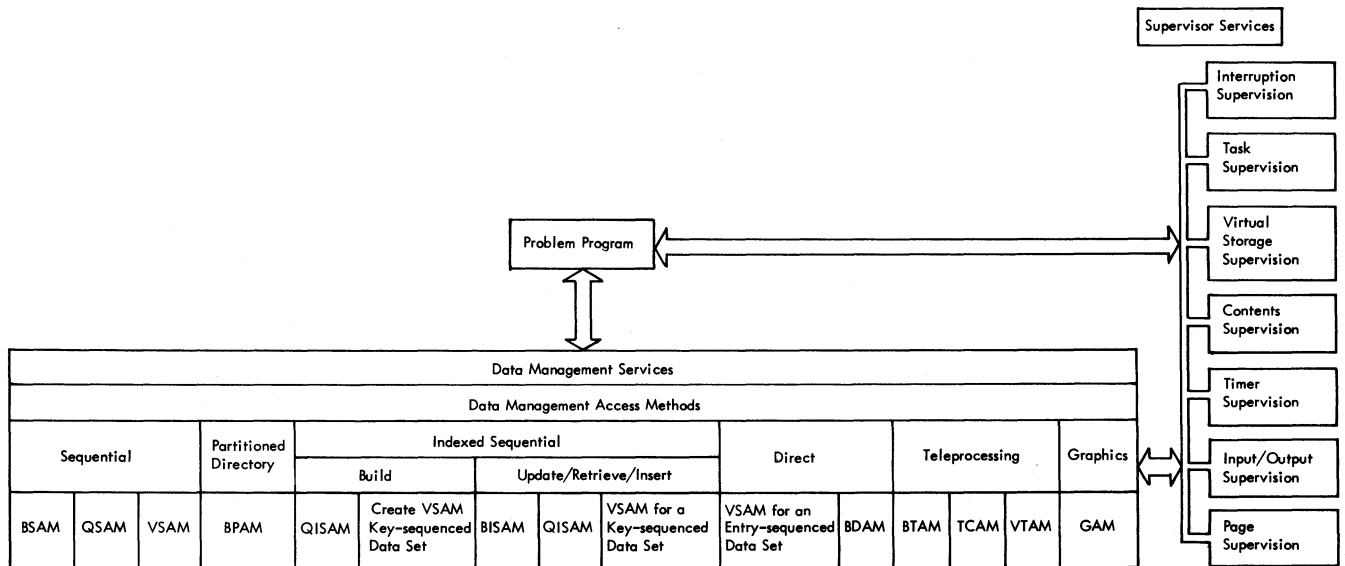 Supervisor Services
Interruption
Supervision
Task
Supervision
Virtual
Storage
Supervision
Problem Program
Contents
Supervision
Data Management Services
Timer
Supervision
Data Management Access Methods
Sequential
Partitioned
Directory
Indexed Sequential
Build
Update/Retrieve/Insert
Direct
Teleprocessing
Graphics
Input/Output
Supervision
BSAM
QSAM
VSAM
BPAM
QISAM
Create VSAM
Key-sequenced
Data Set
BISAM
QISAM
VSAM for a
Key-sequenced
Data Set
VSAM for an
Entry-sequenced
Data Set
BDAM
BTAM
TCAM
VTAM
GAM
Page
Supervision